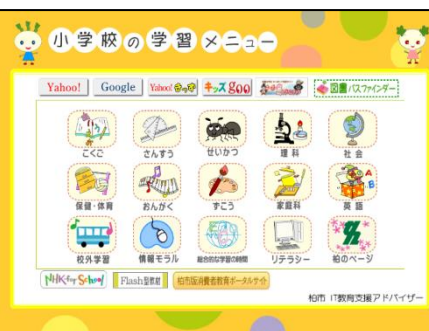 小学校の学習メニュー
Yahoo! Google Yahoo!きっず キッズgoo 図書パスファインダー
こくご さんすう せいかつ 理科 社会
保健・体育 おんがく ずこう 家庭科 英語
校外学習 情報モラル 総合的な学習の時間 リテラシー 柏のページ
NHK for School Flash型教材 柏市版消費者教育ポータルサイト
柏市 IT教育支援アドバイザー